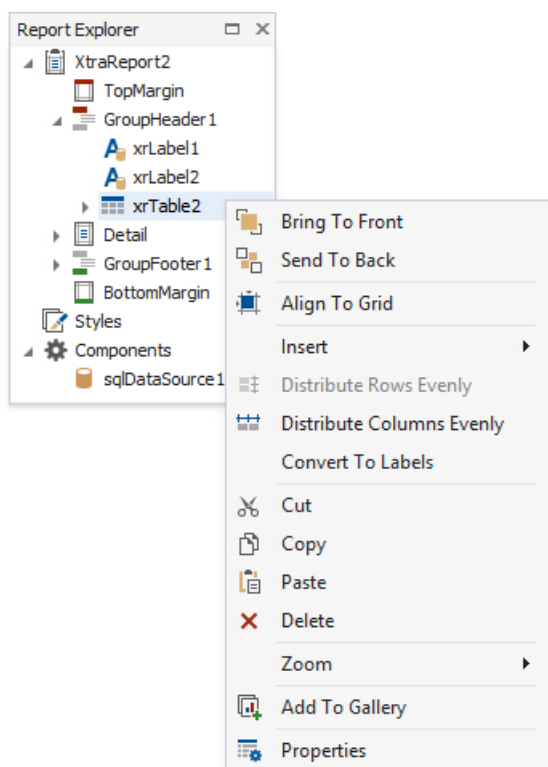 Report Explorer
XtraReport2
TopMargin
GroupHeader1
xrLabel1
xrLabel2
xrTable2
Detail
GroupFooter1
BottomMargin
Styles
Components
sqlDataSource1
Bring To Front
Send To Back
Align To Grid
Insert
Distribute Rows Evenly
Distribute Columns Evenly
Convert To Labels
Cut
Copy
Paste
Delete
Zoom
Add To Gallery
Properties